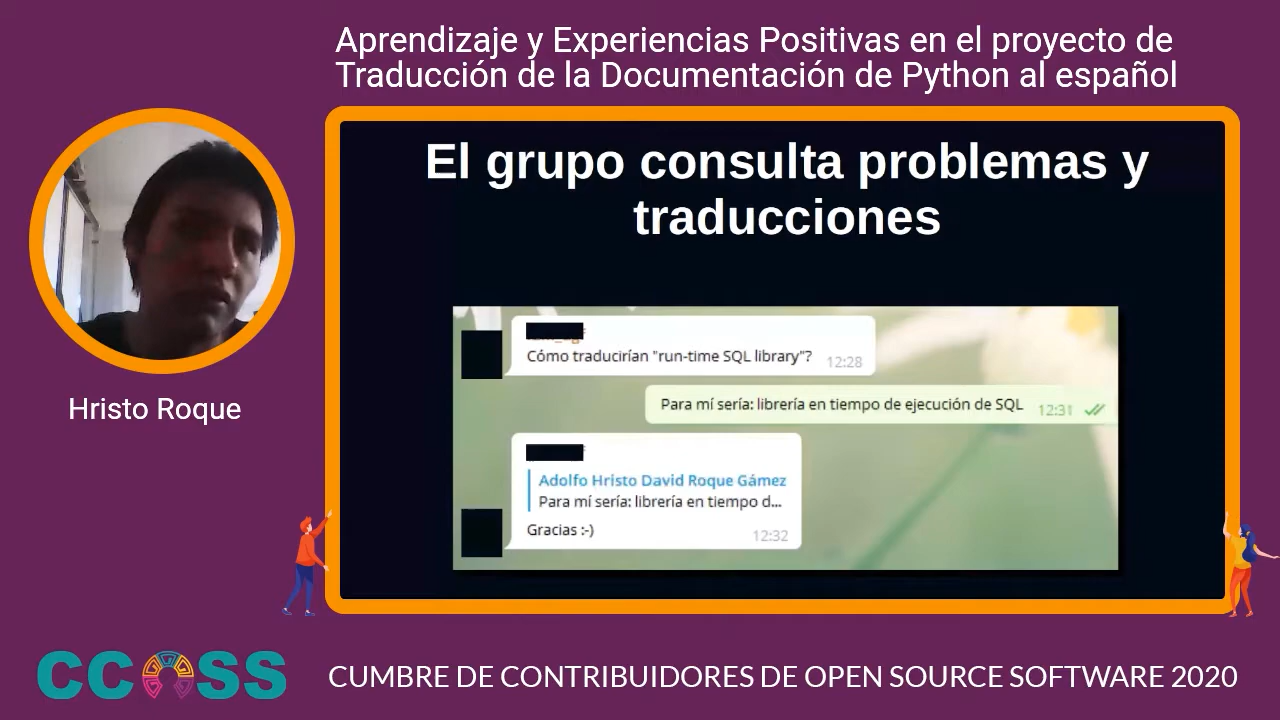 Aprendizaje y Experiencias Positivas en el proyecto de
Traducción de la Documentación de Python al español
El grupo consulta problemas y
traducciones
Cómo traducirían "run-time SQL library"?
12:28
Para mí sería: librería en tiempo de ejecución de SQL
12:31
Adolfo Hristo David Roque Gámez
Para mí sería: librería en tiempo d...
Gracias :-)
12:32
Hristo Roque
CCOSS
CUMBRE DE CONTRIBUIDORES DE OPEN SOURCE SOFTWARE 2020